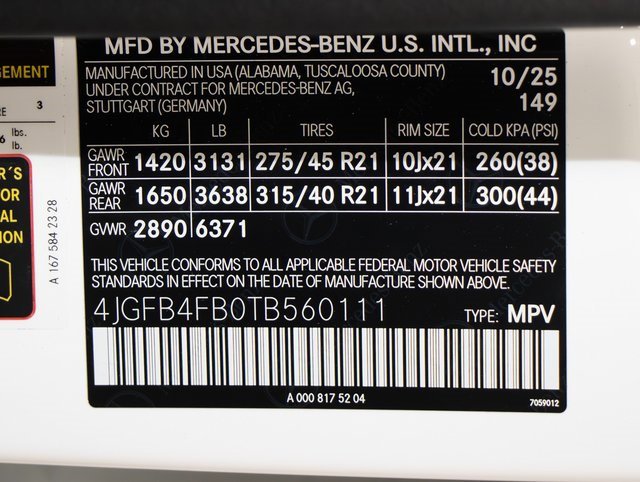 MFD BY MERCEDES-BENZ U.S. INTL., INC
MANUFACTURED IN USA (ALABAMA, TUSCALOOSA COUNTY)
UNDER CONTRACT FOR MERCEDES-BENZ AG,
STUTTGART (GERMANY)
10/25
149
KG LB TIRES RIM SIZE COLD KPA (PSI)
GAWR FRONT 1420 3131 275/45 R21 10Jx21 260(38)
GAWR REAR 1650 3638 315/40 R21 11Jx21 300(44)
GVWR 2890 6371
THIS VEHICLE CONFORMS TO ALL APPLICABLE FEDERAL MOTOR VEHICLE SAFETY
STANDARDS IN EFFECT ON THE DATE OF MANUFACTURE SHOWN ABOVE.
4JGFB4FB0TB560111
TYPE: MPV
A 000 817 52 04
7059012
3
lbs.
lb.
A 167 584 23 28